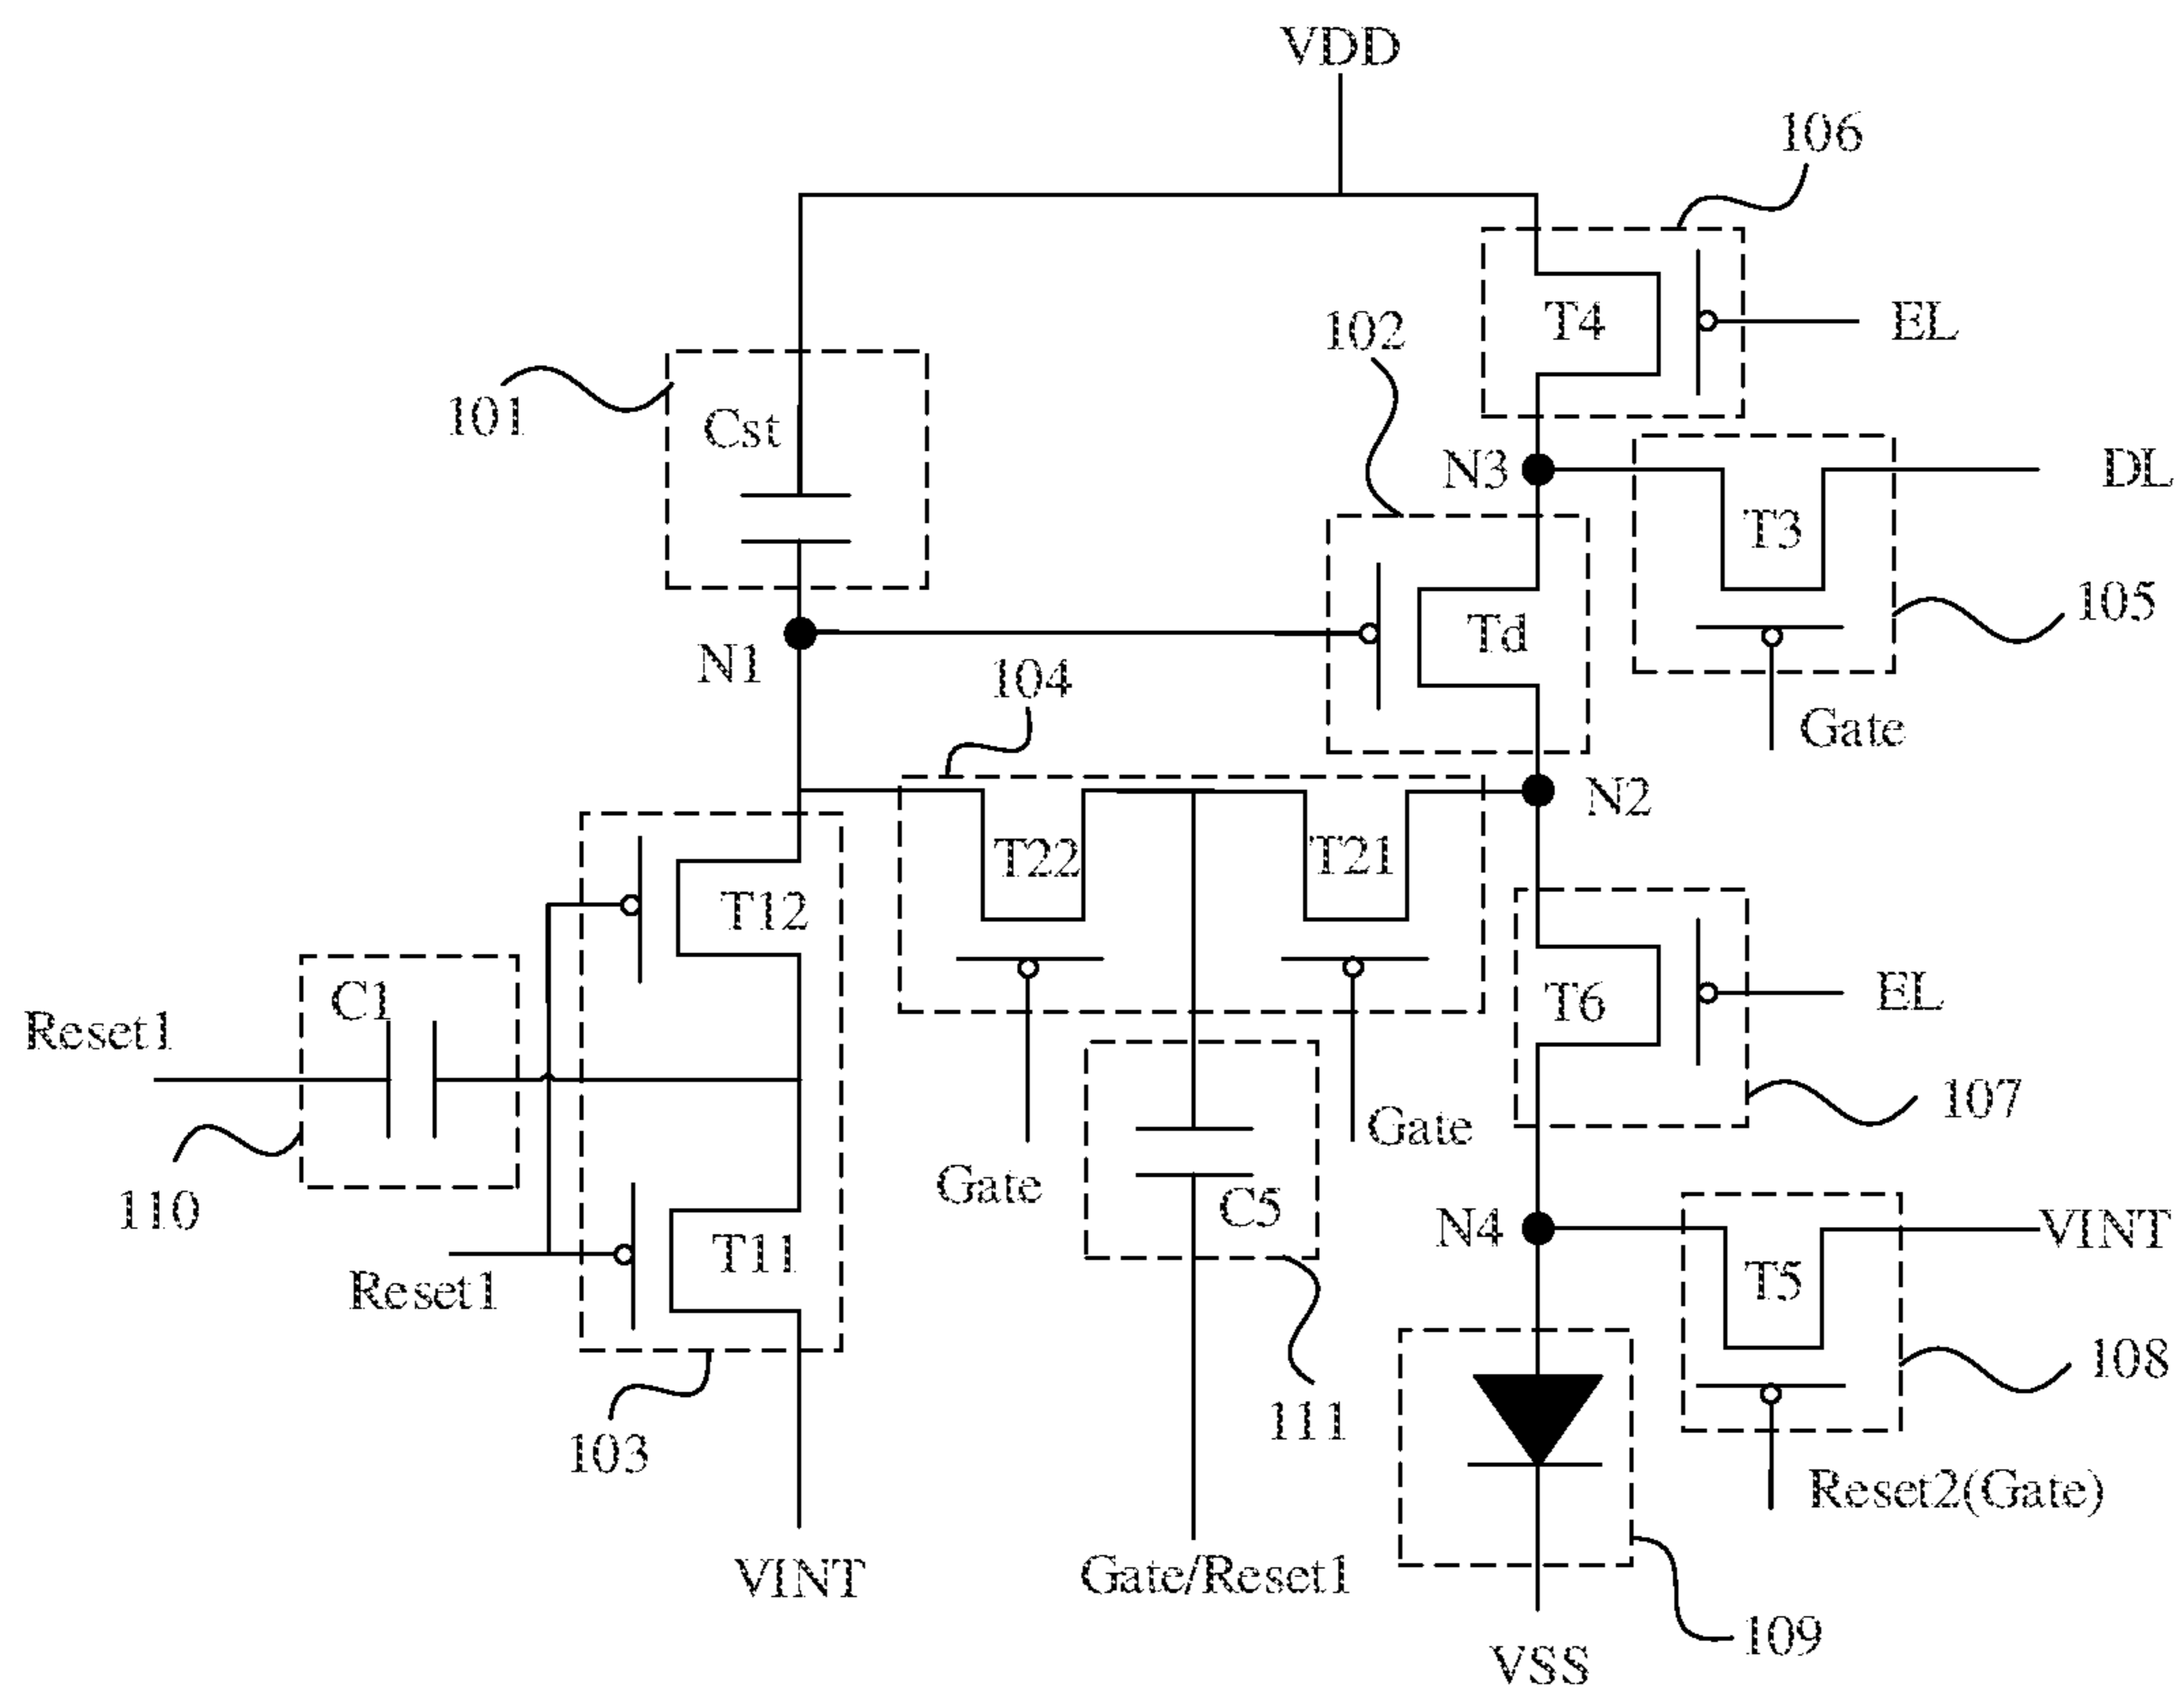 VDD
106
T4
EL
102
101
Cst
N3
DL
T3
105
Td
N1
104
Gate
N2
T22
T21
T12
C1
T6
EL
Reset1
107
Gate
Gate
110
C5
N4
VINT
T11
T5
Reset1
108
111
103
Reset2(Gate)
VINT
Gate/Reset1
109
VSS